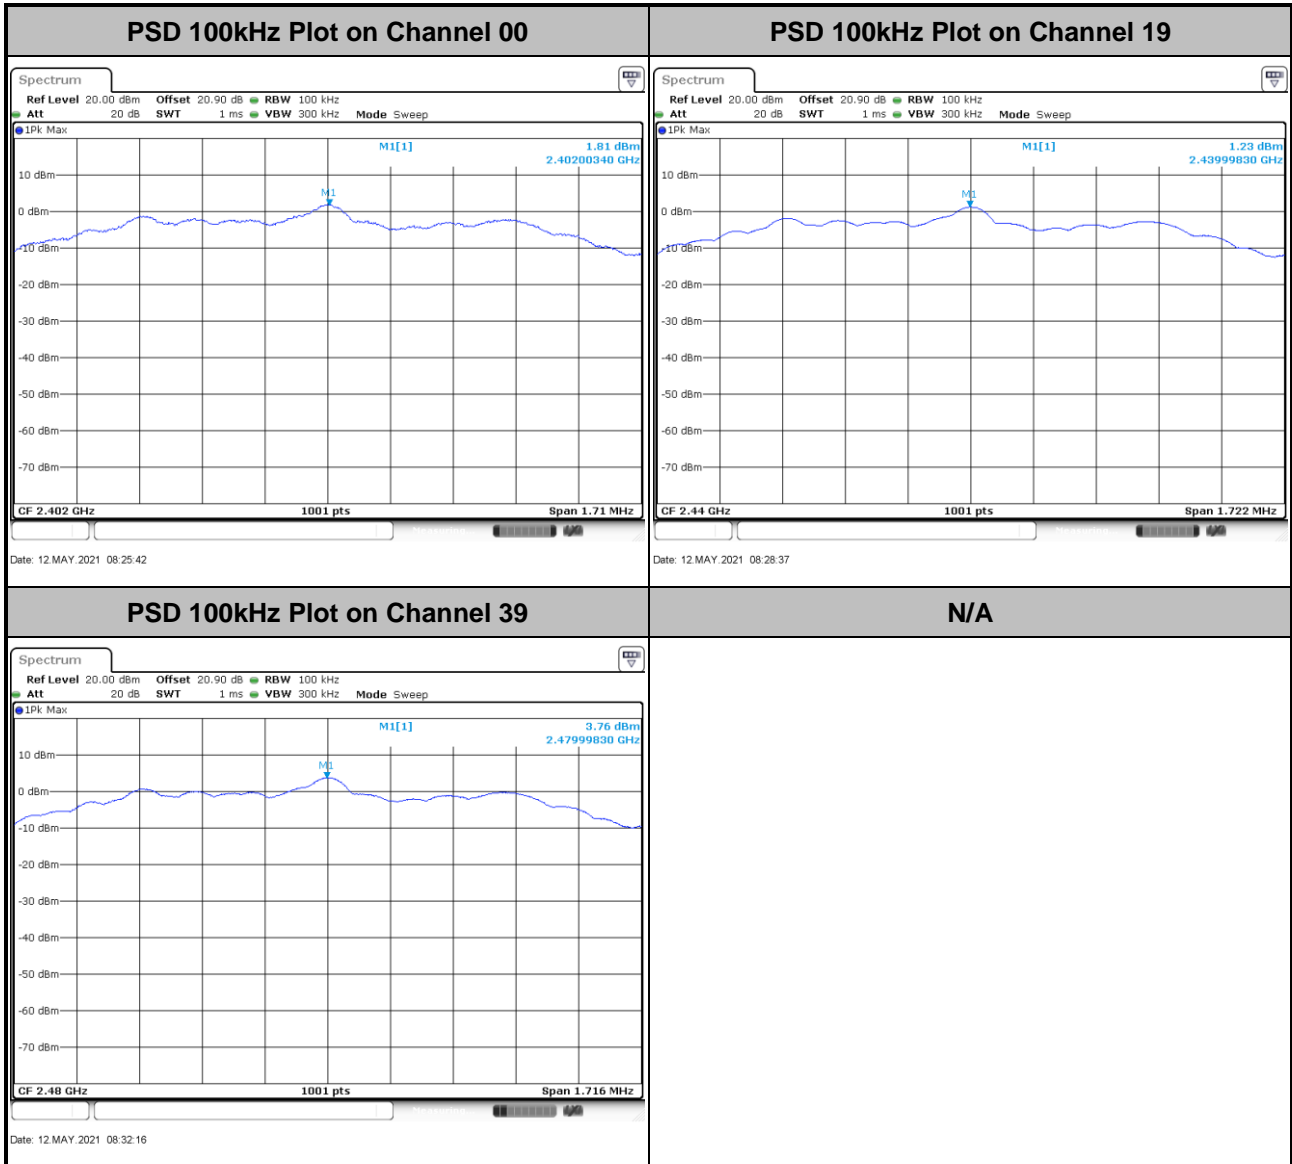 PSD 100kHz Plot on Channel 00
Spectrum
Ref Level 20.00 dBm Offset 20.90 dB RBW 100 kHz
Att 20 dB SWT 1 ms VBW 300 kHz Mode Sweep
1Pk Max
M1[1] 1.81 dBm
2.40200340 GHz
10 dBm
M1
0 dBm
-10 dBm
-20 dBm
-30 dBm
-40 dBm
-50 dBm
-60 dBm
-70 dBm
CF 2.402 GHz 1001 pts Span 1.71 MHz
Date: 12.MAY.2021 08:25:42
PSD 100kHz Plot on Channel 19
Spectrum
Ref Level 20.00 dBm Offset 20.90 dB RBW 100 kHz
Att 20 dB SWT 1 ms VBW 300 kHz Mode Sweep
1Pk Max
M1[1] 1.23 dBm
2.43999830 GHz
10 dBm
M1
0 dBm
-10 dBm
-20 dBm
-30 dBm
-40 dBm
-50 dBm
-60 dBm
-70 dBm
CF 2.44 GHz 1001 pts Span 1.722 MHz
Date: 12.MAY.2021 08:28:37
PSD 100kHz Plot on Channel 39
Spectrum
Ref Level 20.00 dBm Offset 20.90 dB RBW 100 kHz
Att 20 dB SWT 1 ms VBW 300 kHz Mode Sweep
1Pk Max
M1[1] 3.76 dBm
2.47999830 GHz
10 dBm
M1
0 dBm
-10 dBm
-20 dBm
-30 dBm
-40 dBm
-50 dBm
-60 dBm
-70 dBm
CF 2.48 GHz 1001 pts Span 1.716 MHz
Measuring
Date: 12.MAY.2021 08:32:16
N/A